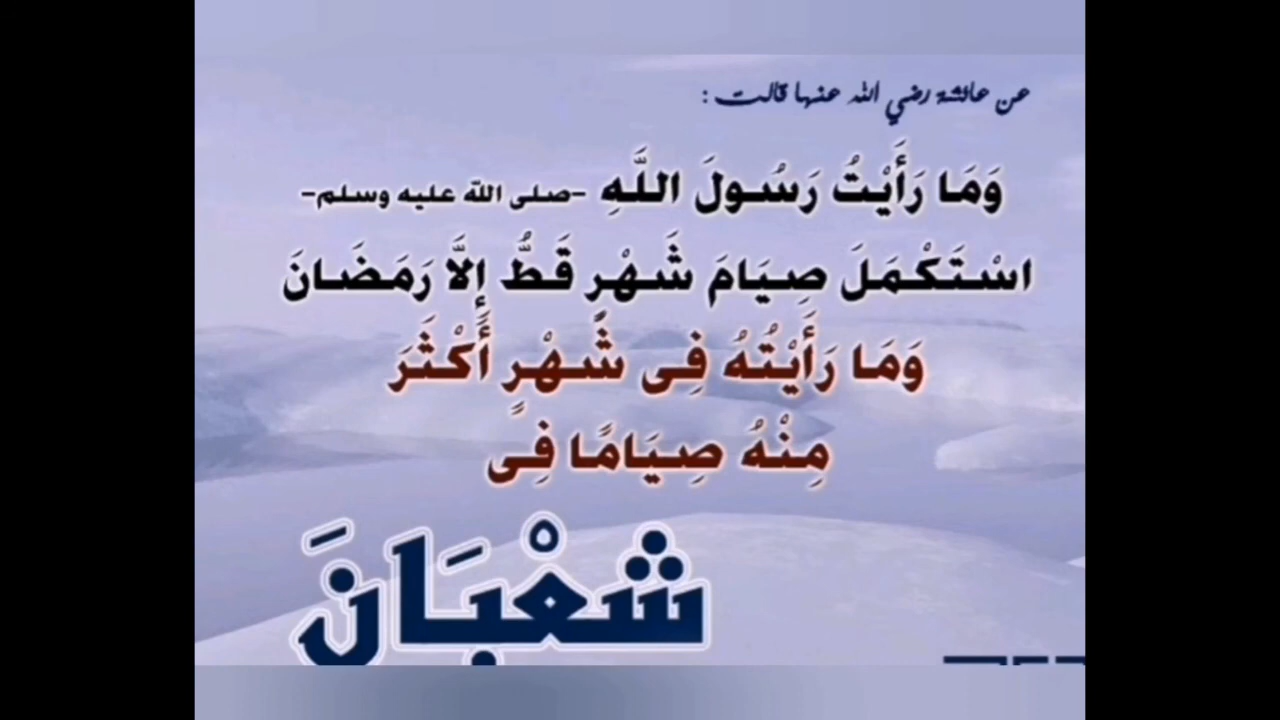 عن عائشة رضي الله عنها قالت :
وَمَا رَأَيْتُ رَسُولَ اللَّهِ -صلى الله عليه وسلم-
اسْتَكْمَلَ صِيَامَ شَهْرٍ قَطُّ إِلَّا رَمَضَانَ
وَمَا رَأَيْتُهُ فِى شَهْرٍ أَكْثَرَ
مِنْهُ صِيَامًا فِى
شَعْبَانَ